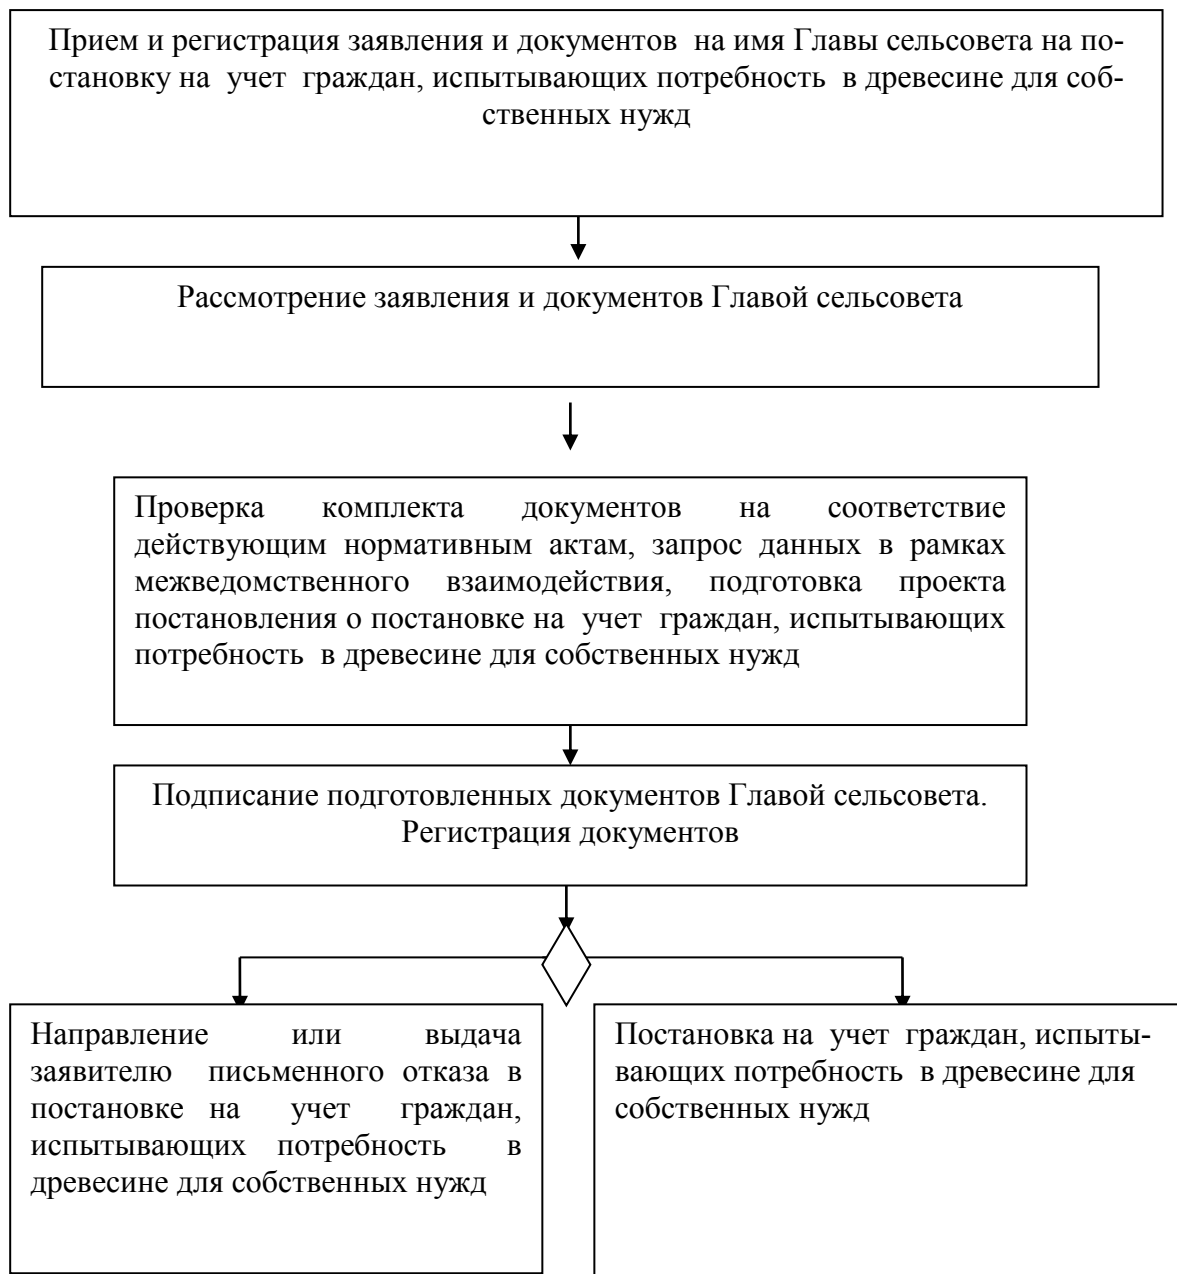 Прием и регистрация заявления и документов на имя Главы сельсовета на по-
становку на учет граждан, испытывающих потребность в древесине для соб-
ственных нужд
Рассмотрение заявления и документов Главой сельсовета
Проверка комплекта документов на соответствие
действующим нормативным актам, запрос данных в рамках
межведомственного взаимодействия, подготовка проекта
постановления о постановке на учет граждан, испытывающих
потребность в древесине для собственных нужд
Подписание подготовленных документов Главой сельсовета.
Регистрация документов
Направление или выдача
заявителю письменного отказа в
постановке на учет граждан,
испытывающих потребность в
древесине для собственных нужд
Постановка на учет граждан, испыты-
вающих потребность в древесине для
собственных нужд